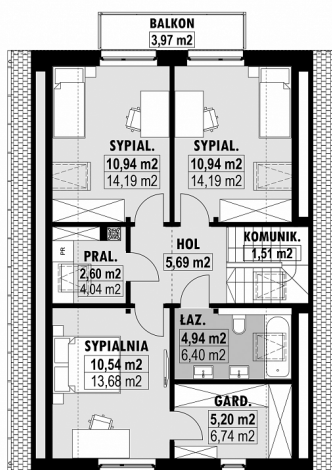 BALKON
3,97 m2
SYPIAL.
10,94 m2
14,19 m2
SYPIAL.
10,94 m2
14,19 m2
PR
PRAL.
2,60 m2
4,04 m2
HOL
5,69 m2
KOMUNIK.
1,51 m2
ŁAZ.
4,94 m2
6,40 m2
SYPIALNIA
10,54 m2
13,68 m2
GARD.
5,20 m2
6,74 m2